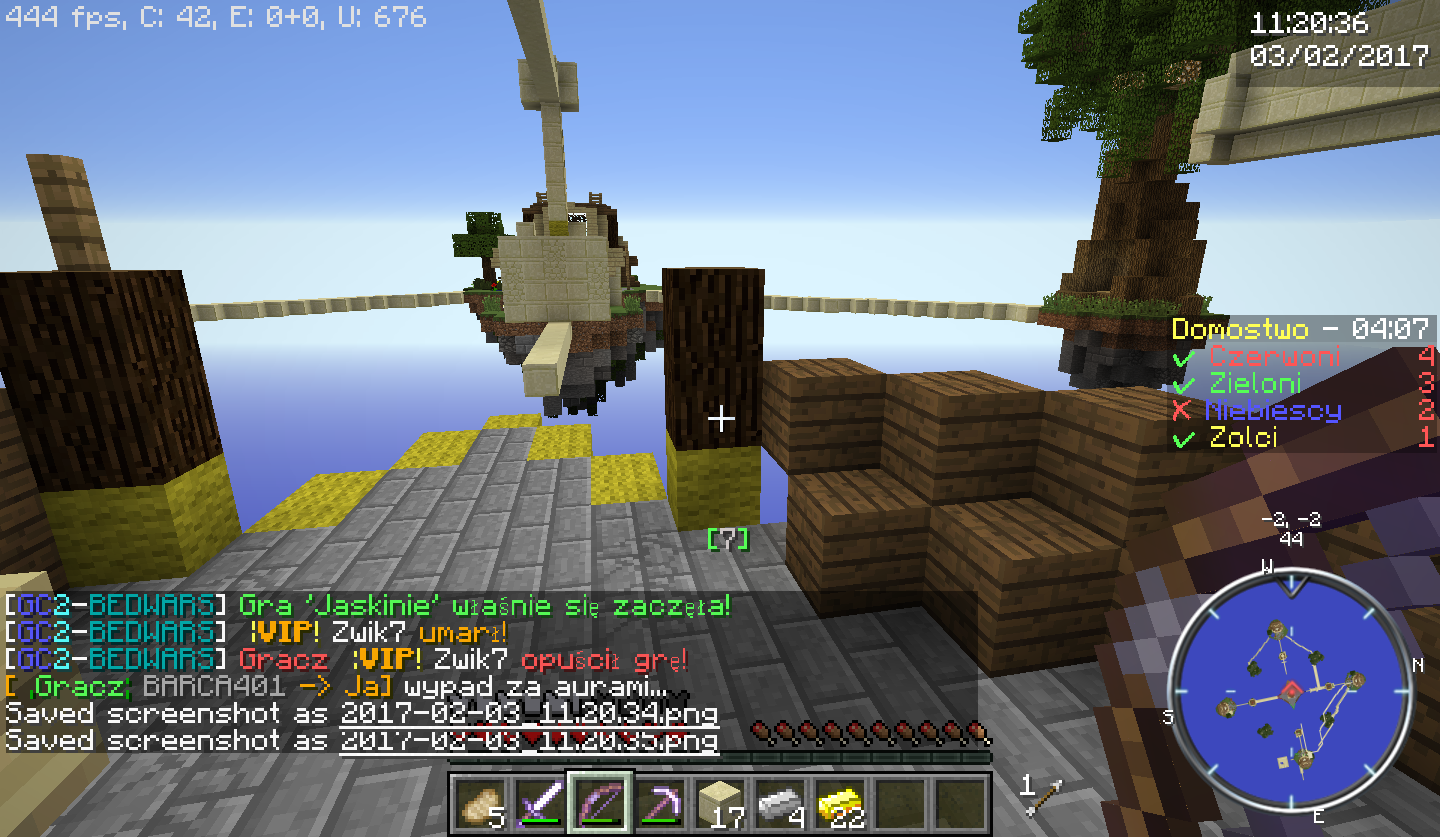 444 fps, C: 42, E: 0+0, U: 676
11:20:36
03/02/2017
Domostwo - 04:07
✓ Czerwoni 4
✓ Zieloni 3
✗ Niebiescy 2
✓ Zolci 1
-2, -2
44
W
N
S
E
[?]
[GC2-BEDWARS] Gra 'Jaskinie' właśnie się zaczęła!
[GC2-BEDWARS] !VIP! Zwik7 umarł!
[GC2-BEDWARS] Gracz !VIP! Zwik7 opuścił grę!
[ Gracz BARCA401 -> Ja] wypad za aurami...
Saved screenshot as 2017-02-03_11.20.34.png
Saved screenshot as 2017-02-03_11.20.35.png
5 17 4 22 1